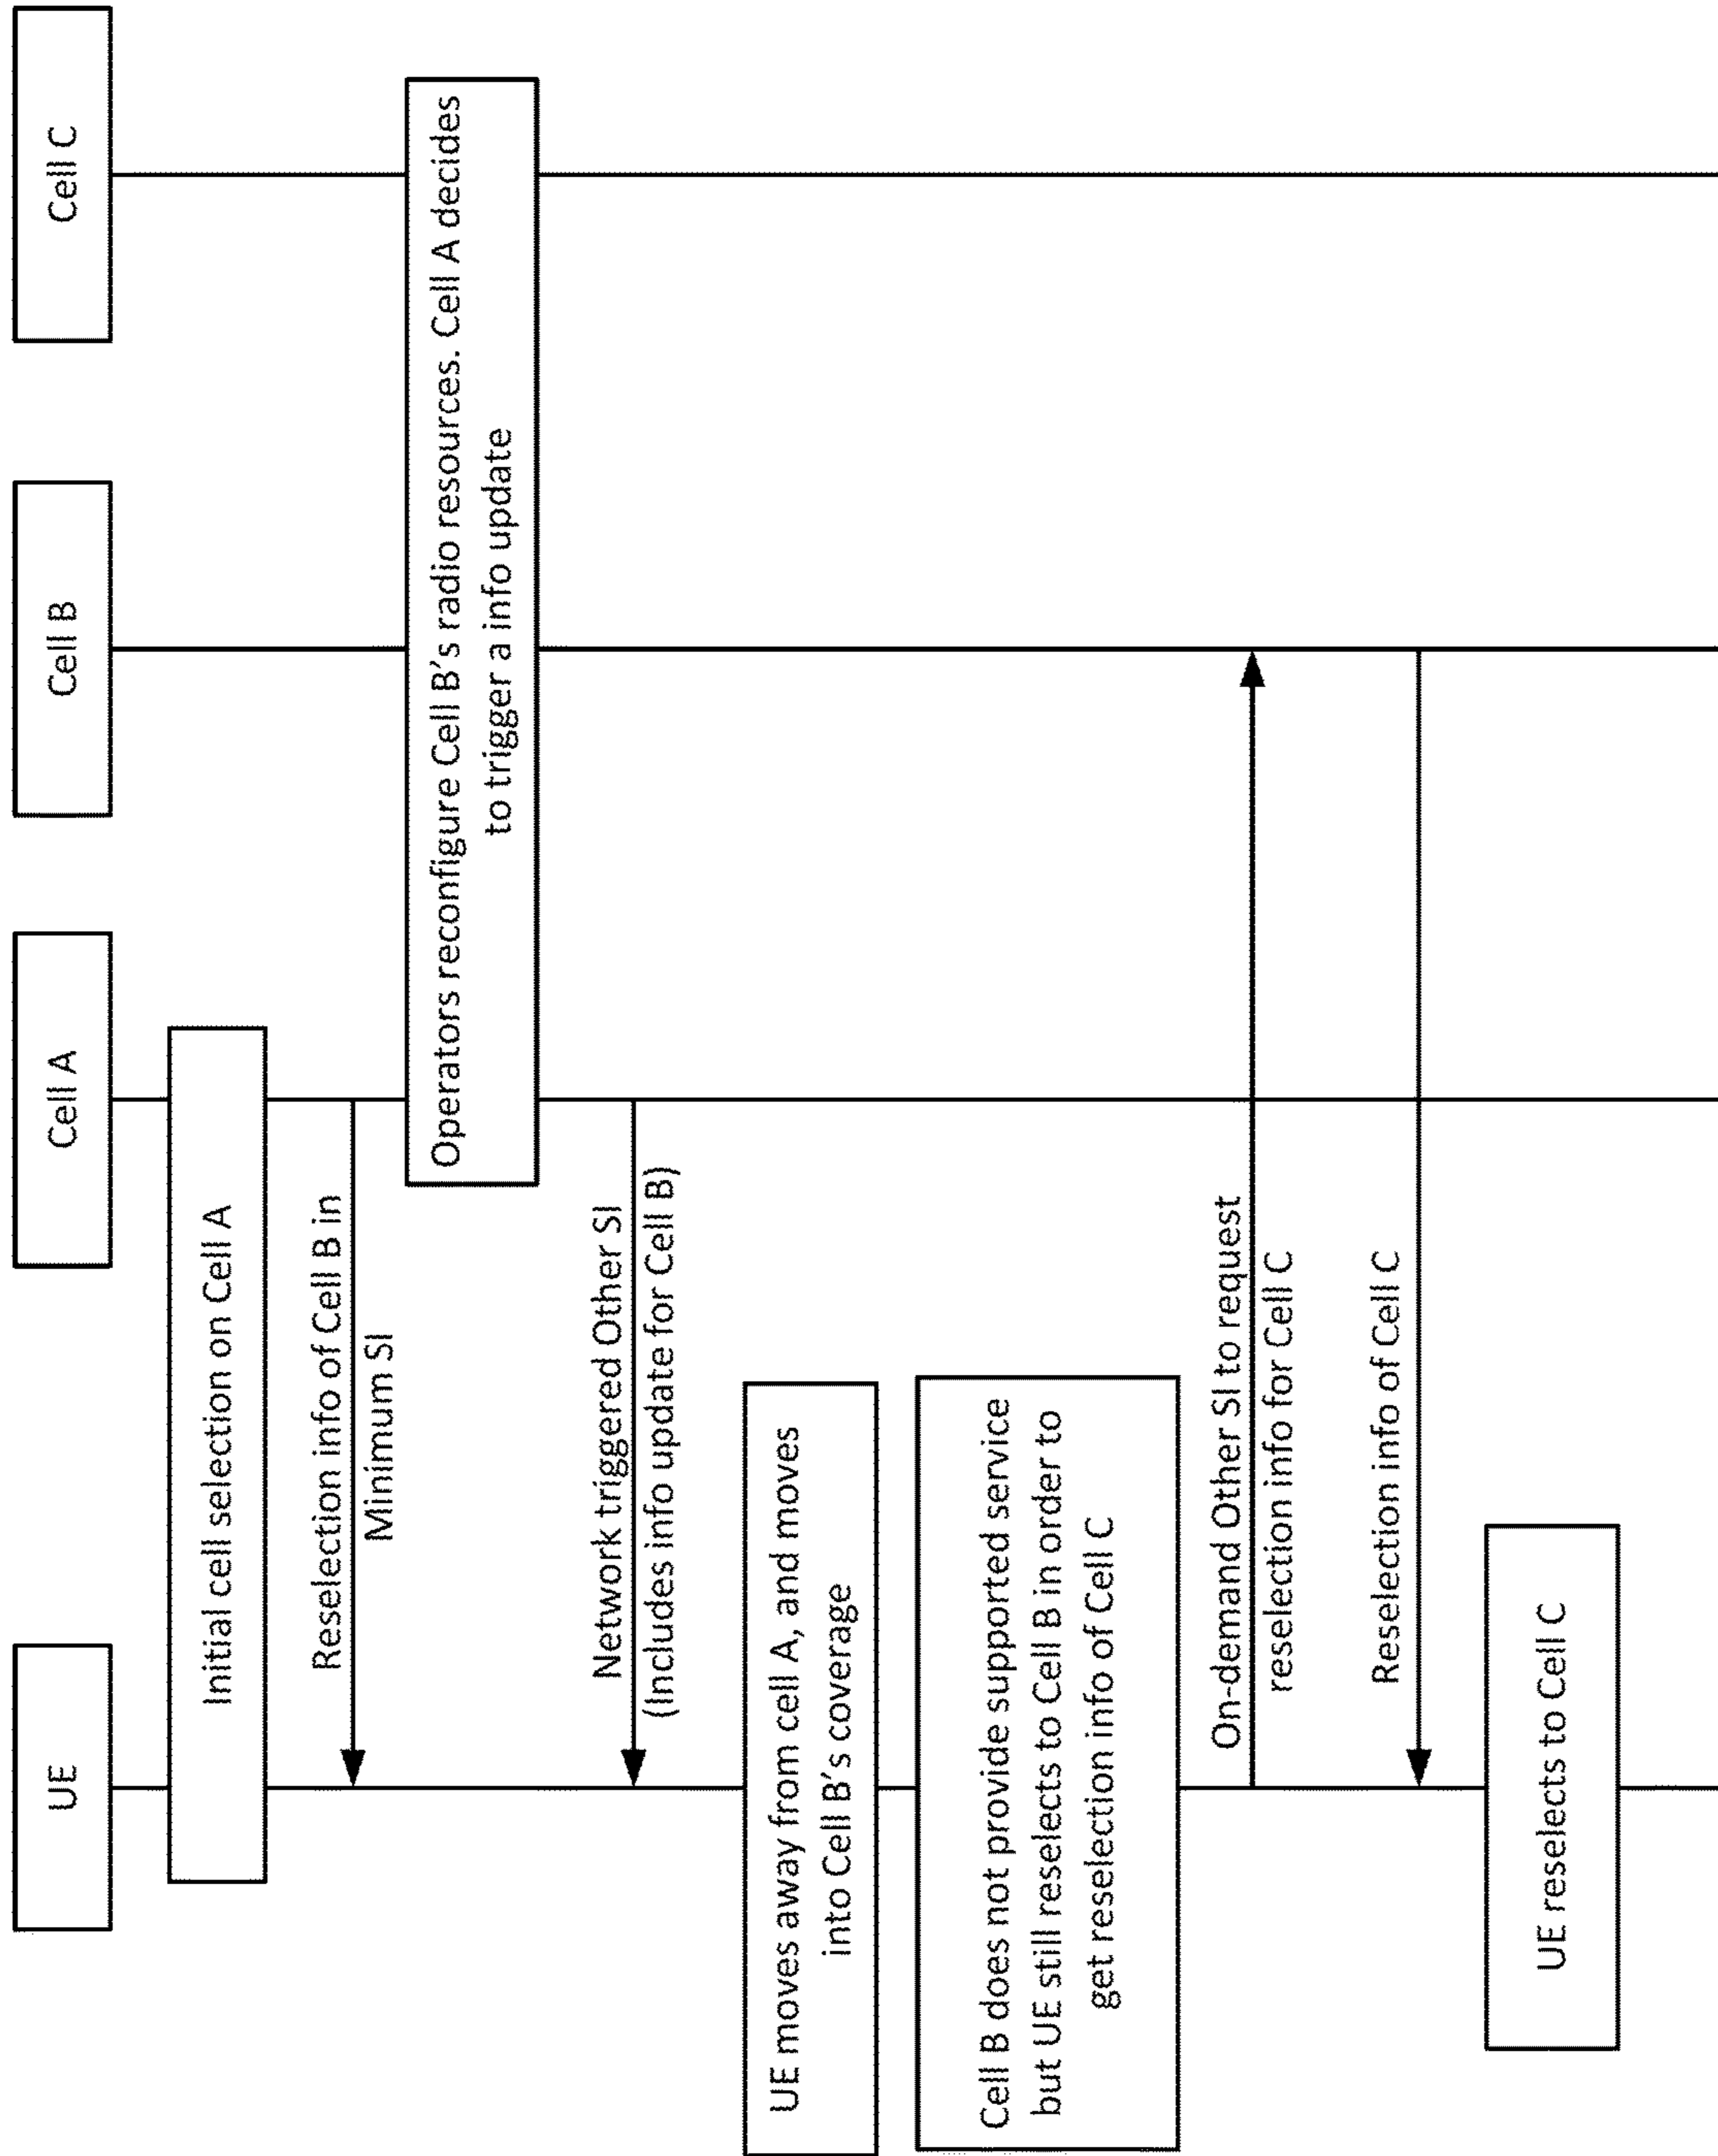 UE
Cell A
Cell B
Cell C
Initial cell selection on Cell A
Reselection info of Cell B in
Minimum SI
Operators reconfigure Cell B's radio resources. Cell A decides
to trigger a info update
Network triggered Other SI
(Includes info update for Cell B)
UE moves away from cell A, and moves
into Cell B's coverage
Cell B does not provide supported service
but UE still reselects to Cell B in order to
get reselection info of Cell C
On-demand Other SI to request
reselection info for Cell C
Reselection info of Cell C
UE reselects to Cell C